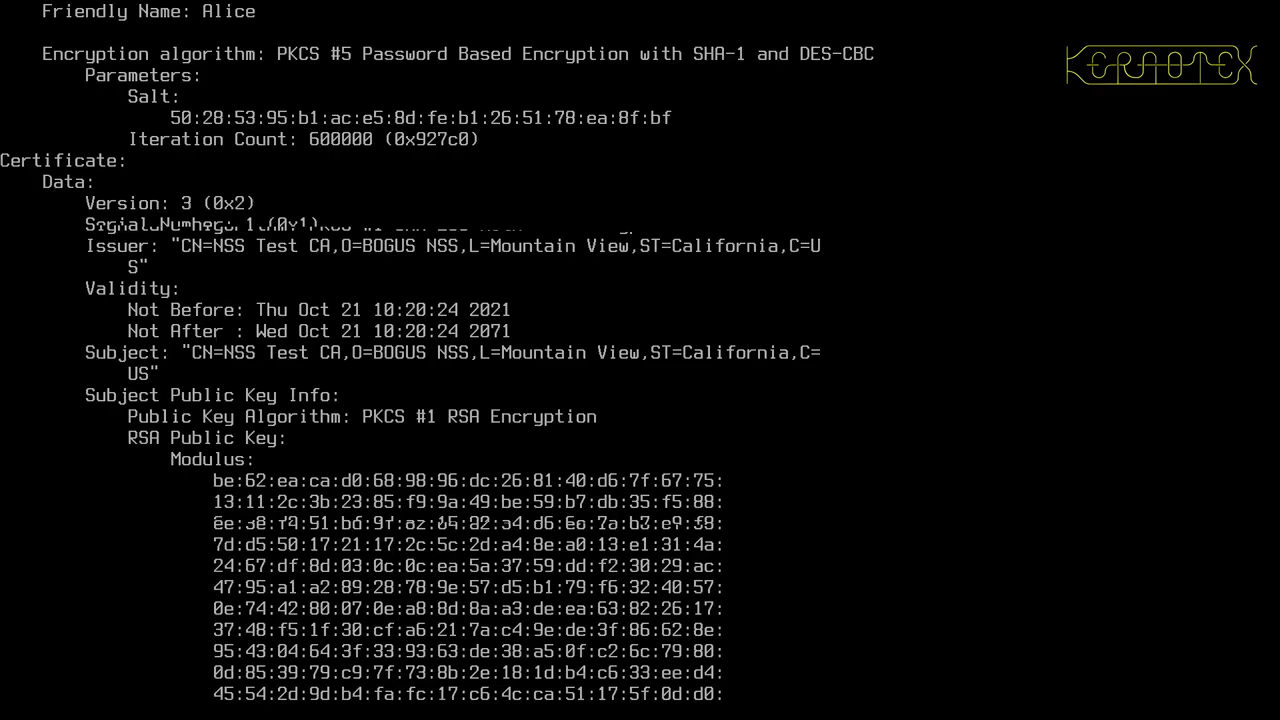 Friendly Name: Alice
Encryption algorithm: PKCS #5 Password Based Encryption with SHA-1 and DES-CBC
KERNOTEX
Parameters:
Salt:
50:28:53:95:b1:ac:e5:8d:fe:b1:26:51:78:ea:8f:bf
Iteration Count: 600000 (0x927c0)
Certificate:
Data:
Version: 3 (0x2)
Serial Number: 1 (0x1)
Issuer: "CN=NSS Test CA,O=BOGUS NSS,L=Mountain View,ST=California,C=U
S"
Validity:
Not Before: Thu Oct 21 10:20:24 2021
Not After : Wed Oct 21 10:20:24 2071
Subject: "CN=NSS Test CA,O=BOGUS NSS,L=Mountain View,ST=California,C=
US"
Subject Public Key Info:
Public Key Algorithm: PKCS #1 RSA Encryption
RSA Public Key:
Modulus:
be:62:ea:ca:d0:68:98:96:dc:26:81:40:d6:7f:67:75:
13:11:2c:3b:23:85:f9:9a:49:be:59:b7:db:35:f5:88:
7d:d5:50:17:21:17:2c:5c:2d:a4:8e:a0:13:e1:31:4a:
24:67:df:8d:03:0c:0c:ea:5a:37:59:dd:f2:30:29:ac:
47:95:a1:a2:89:28:78:9e:57:d5:b1:79:f6:32:40:57:
0e:74:42:80:07:0e:a8:8d:8a:a3:de:ea:63:82:26:17:
37:48:f5:1f:30:cf:a6:21:7a:c4:9e:de:3f:86:62:8e:
95:43:04:64:3f:33:93:63:de:38:a5:0f:c2:6c:79:80:
0d:85:39:79:c9:7f:73:8b:2e:18:1d:b4:c6:33:ee:d4:
45:54:2d:9d:b4:fa:fc:17:c6:4c:ca:51:17:5f:0d:d0: